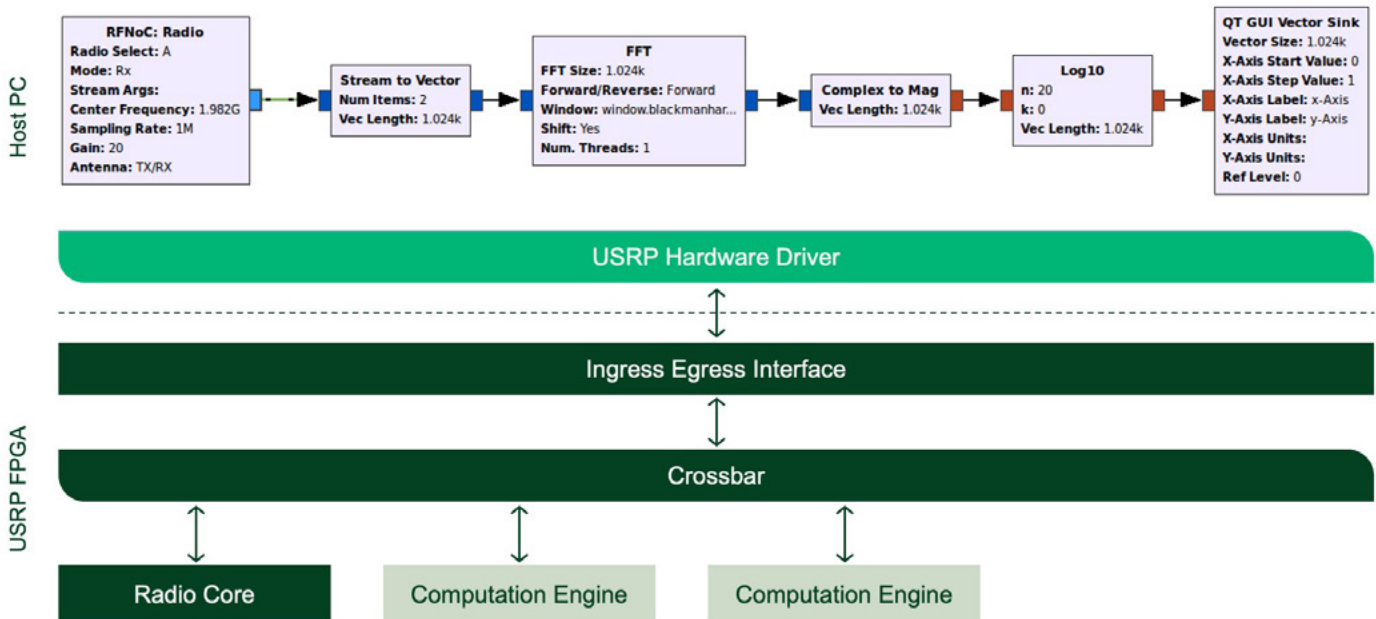 Host PC
RFNoC: Radio
Radio Select: A
Mode: Rx
Stream Args:
Center Frequency: 1.982G
Sampling Rate: 1M
Gain: 20
Antenna: TX/RX
Stream to Vector
Num Items: 2
Vec Length: 1.024k
FFT
FFT Size: 1.024k
Forward/Reverse: Forward
Window: window.blackmanhar...
Shift: Yes
Num. Threads: 1
Complex to Mag
Vec Length: 1.024k
Log10
n: 20
k: 0
Vec Length: 1.024k
QT GUI Vector Sink
Vector Size: 1.024k
X-Axis Start Value: 0
X-Axis Step Value: 1
X-Axis Label: x-Axis
Y-Axis Label: y-Axis
X-Axis Units:
Y-Axis Units:
Ref Level: 0
USRP Hardware Driver
USRP FPGA
Ingress Egress Interface
Crossbar
Radio Core
Computation Engine
Computation Engine